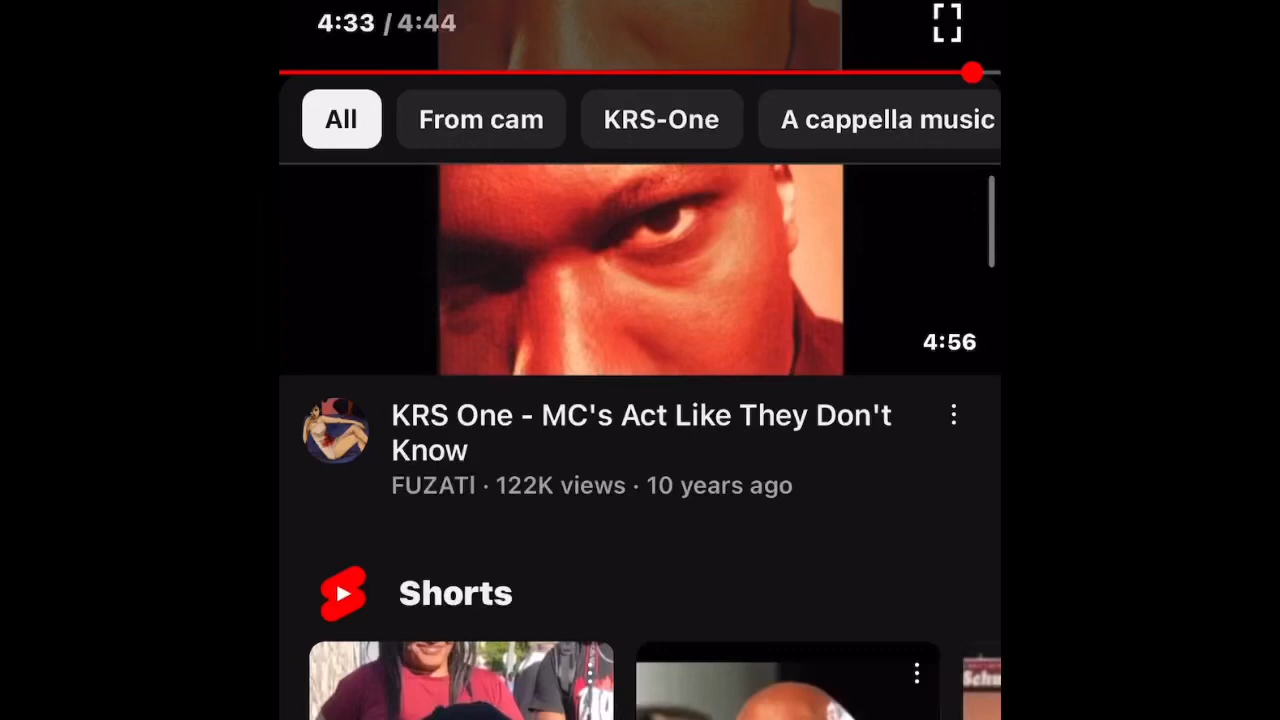 4:33 / 4:44
All
From cam
KRS-One
A cappella music
4:56
KRS One - MC's Act Like They Don't
Know
FUZATI · 122K views · 10 years ago
Shorts